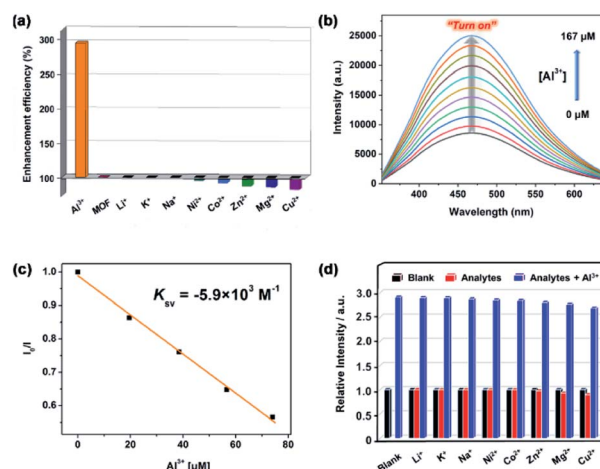 (a)
Enhancement efficiency (%)
300
250
200
150
100
Al³⁺ MOF Li⁺ K⁺ Na⁺ Ni²⁺ Co²⁺ Zn²⁺ Mg²⁺ Cu²⁺
(b)
"Turn on"
Intensity (a.u.)
25000
20000
15000
10000
5000
0
167 μM
[Al³⁺]
0 μM
400 450 500 550 600
Wavelength (nm)
(c)
I₀/I
1.0
0.9
0.8
0.7
0.6
Kₛᵥ = -5.9×10³ M⁻¹
0 20 40 60 80
Al³⁺ [μM]
(d)
Blank Analytes Analytes + Al³⁺
Relative Intensity / a.u.
3.0
2.5
2.0
1.5
1.0
0.5
0.0
Blank Li⁺ K⁺ Na⁺ Ni²⁺ Co²⁺ Zn²⁺ Mg²⁺ Cu²⁺